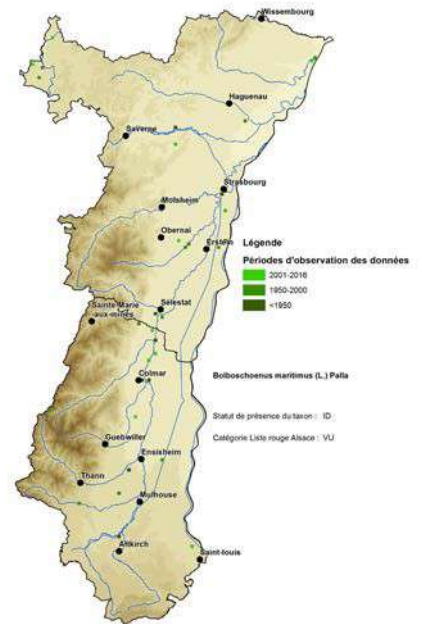 Wissembourg
Haguenau
Saverne
Strasbourg
Molsheim
Obernai
Erstein
Légende
Périodes d'observation des données
2001-2016
1950-2000
<1950
Sélestat
Sainte-Marie
-aux-mines
Bolboschoenus maritimus (L.) Palla
Colmar
Statut de présence du taxon : ID
Catégorie Liste rouge Alsace : VU
Guebwiller
Ensisheim
Thann
Mulhouse
Altkirch
Saint-louis